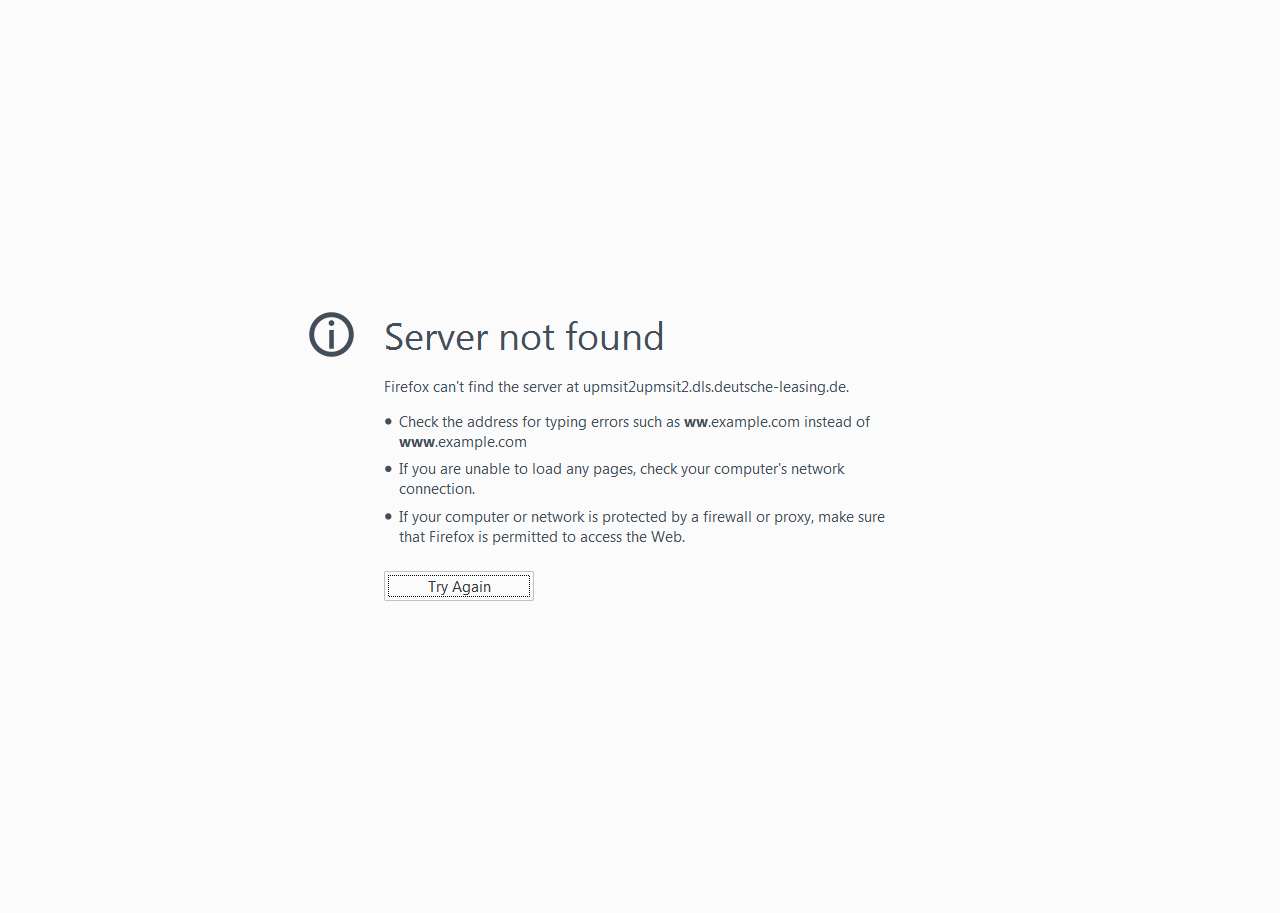 Server not found
Firefox can't find the server at upmsit2upmsit2.dls.deutsche-leasing.de.
Check the address for typing errors such as ww.example.com instead of
www.example.com
If you are unable to load any pages, check your computer's network
connection.
If your computer or network is protected by a firewall or proxy, make sure
that Firefox is permitted to access the Web.
Try Again